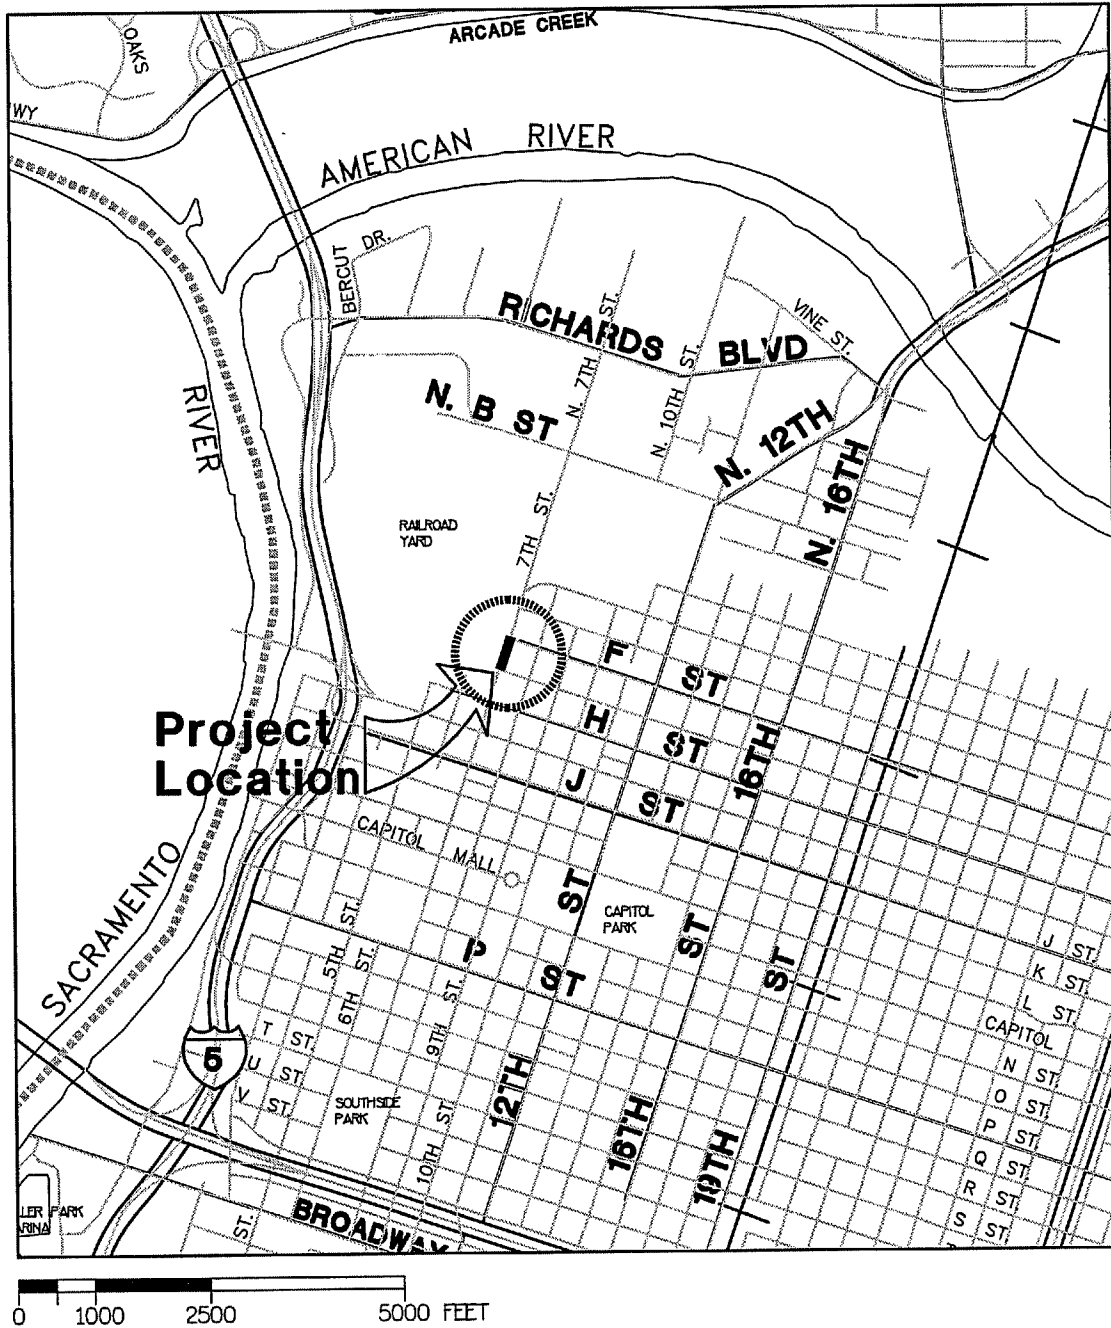 ARCADE CREEK
OAKS
WY
AMERICAN RIVER
BERCUT DR.
RICHARDS BLVD
VINE ST.
N. 7TH ST.
N. 10TH ST.
N. B ST
N. 12TH
N. 16TH
RIVER
RAILROAD
YARD
7TH ST.
F ST
H ST
J ST
16TH
Project
Location
CAPITOL MALL
SACRAMENTO
ST
CAPITOL
PARK
ST
ST
5TH ST.
6TH ST.
P ST
9TH ST.
J ST.
K ST.
L ST.
CAPITOL
N ST.
O ST.
P ST.
Q ST.
R ST.
S ST.
5
T ST.
U ST.
V ST.
SOUTHSIDE
PARK
10TH ST.
12TH
16TH
19TH
LER PARK
ARINA
ST.
BROADWAY
0 1000 2500 5000 FEET